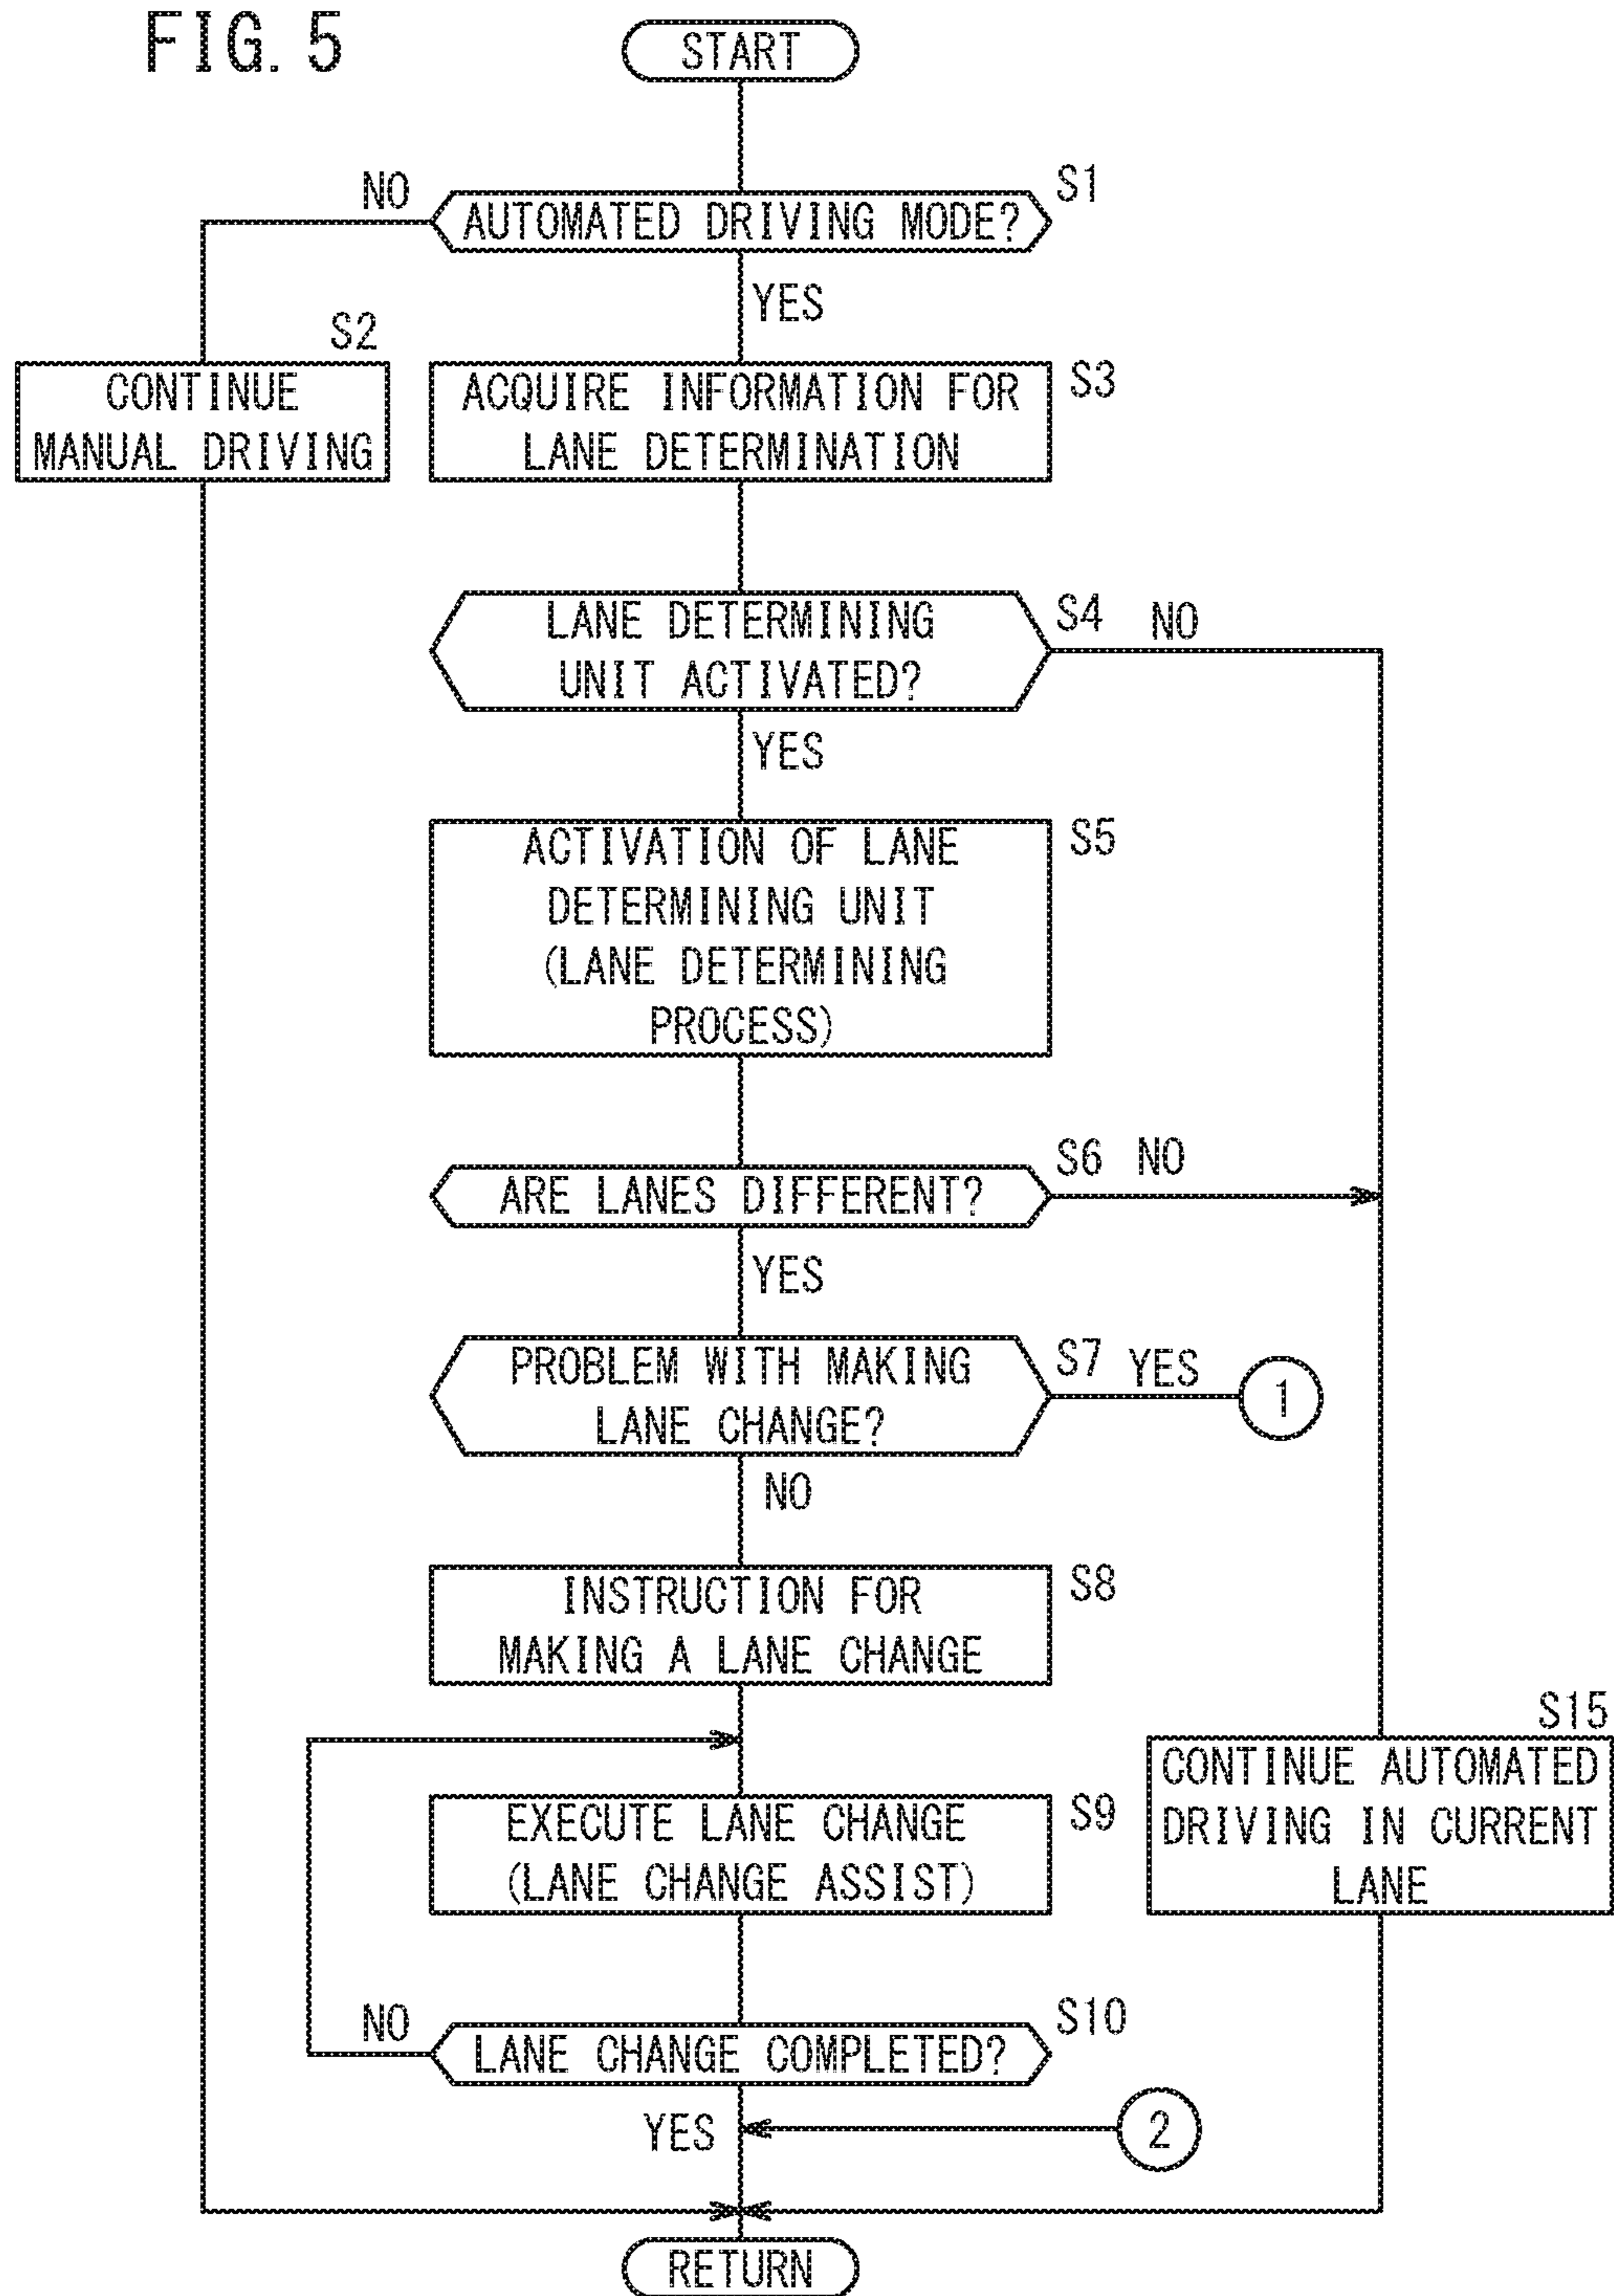 FIG. 5
START
NO
AUTOMATED DRIVING MODE?
S1
YES
S2
CONTINUE
MANUAL DRIVING
ACQUIRE INFORMATION FOR
LANE DETERMINATION
S3
LANE DETERMINING
UNIT ACTIVATED?
S4
NO
YES
ACTIVATION OF LANE
DETERMINING UNIT
(LANE DETERMINING
PROCESS)
S5
ARE LANES DIFFERENT?
S6
NO
YES
PROBLEM WITH MAKING
LANE CHANGE?
S7
YES
1
NO
INSTRUCTION FOR
MAKING A LANE CHANGE
S8
S15
CONTINUE AUTOMATED
DRIVING IN CURRENT
LANE
EXECUTE LANE CHANGE
(LANE CHANGE ASSIST)
S9
NO
LANE CHANGE COMPLETED?
S10
YES
2
RETURN